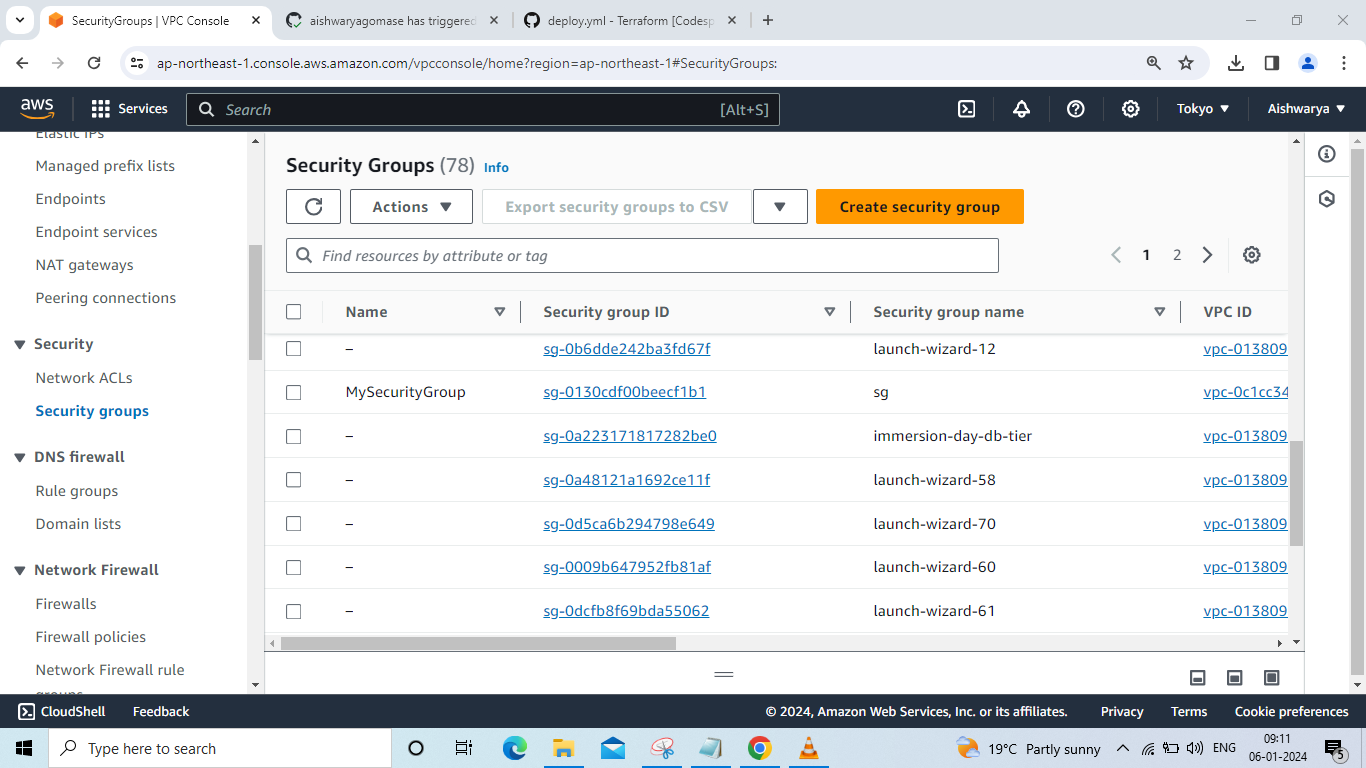 SecurityGroups | VPC Console
aishwaryagomase has triggered
deploy.yml - Terraform [Codesp
ap-northeast-1.console.aws.amazon.com/vpcconsole/home?region=ap-northeast-1#SecurityGroups:
aws
Services
Search
[Alt+S]
Tokyo
Aishwarya
Elastic IPs
Managed prefix lists
Endpoints
Endpoint services
NAT gateways
Peering connections
Security
Network ACLs
Security groups
DNS firewall
Rule groups
Domain lists
Network Firewall
Firewalls
Firewall policies
Network Firewall rule
groups
Security Groups (78) Info
Actions
Export security groups to CSV
Create security group
Find resources by attribute or tag
1 2
Name Security group ID Security group name VPC ID
– sg-0b6dde242ba3fd67f launch-wizard-12 vpc-013809
MySecurityGroup sg-0130cdf00beecf1b1 sg vpc-0c1cc34
– sg-0a223171817282be0 immersion-day-db-tier vpc-013809
– sg-0a48121a1692ce11f launch-wizard-58 vpc-013809
– sg-0d5ca6b294798e649 launch-wizard-70 vpc-013809
– sg-0009b647952fb81af launch-wizard-60 vpc-013809
– sg-0dcfb8f69bda55062 launch-wizard-61 vpc-013809
CloudShell
Feedback
© 2024, Amazon Web Services, Inc. or its affiliates.
Privacy
Terms
Cookie preferences
Type here to search
19°C Partly sunny
ENG
09:11
06-01-2024
5